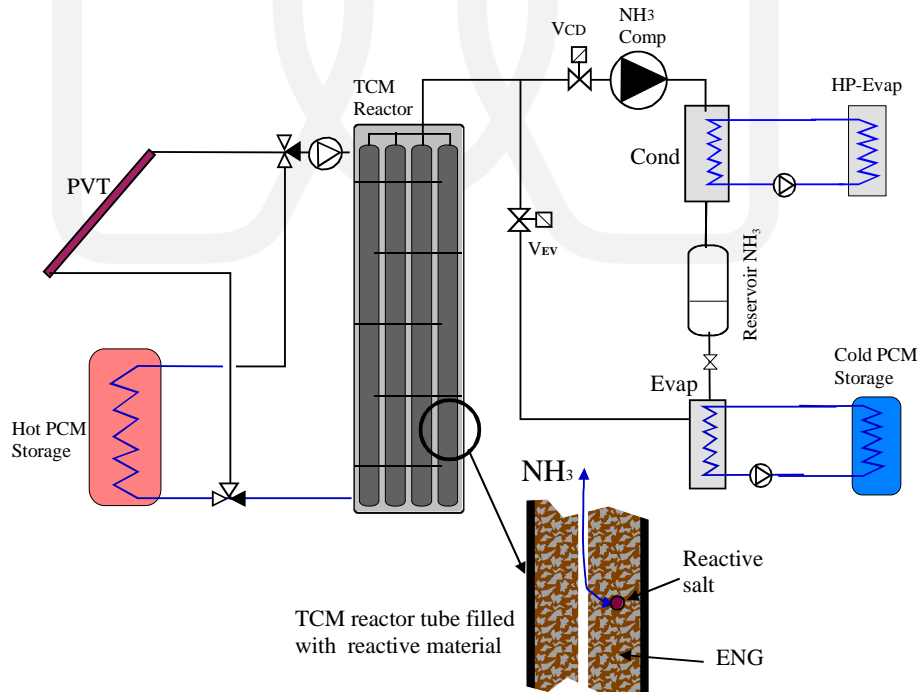 VCD
NH3
Comp
TCM
Reactor
HP-Evap
Cond
PVT
VEV
Reservoir NH3
Cold PCM
Storage
Evap
Hot PCM
Storage
NH3
Reactive
salt
TCM reactor tube filled
with reactive material
ENG